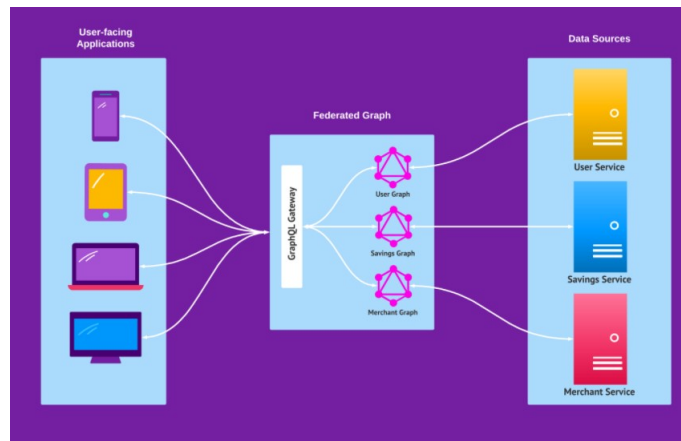 User-facing
Applications
Data Sources
Federated Graph
GraphQL Gateway
User Graph
Savings Graph
Merchant Graph
User Service
Savings Service
Merchant Service